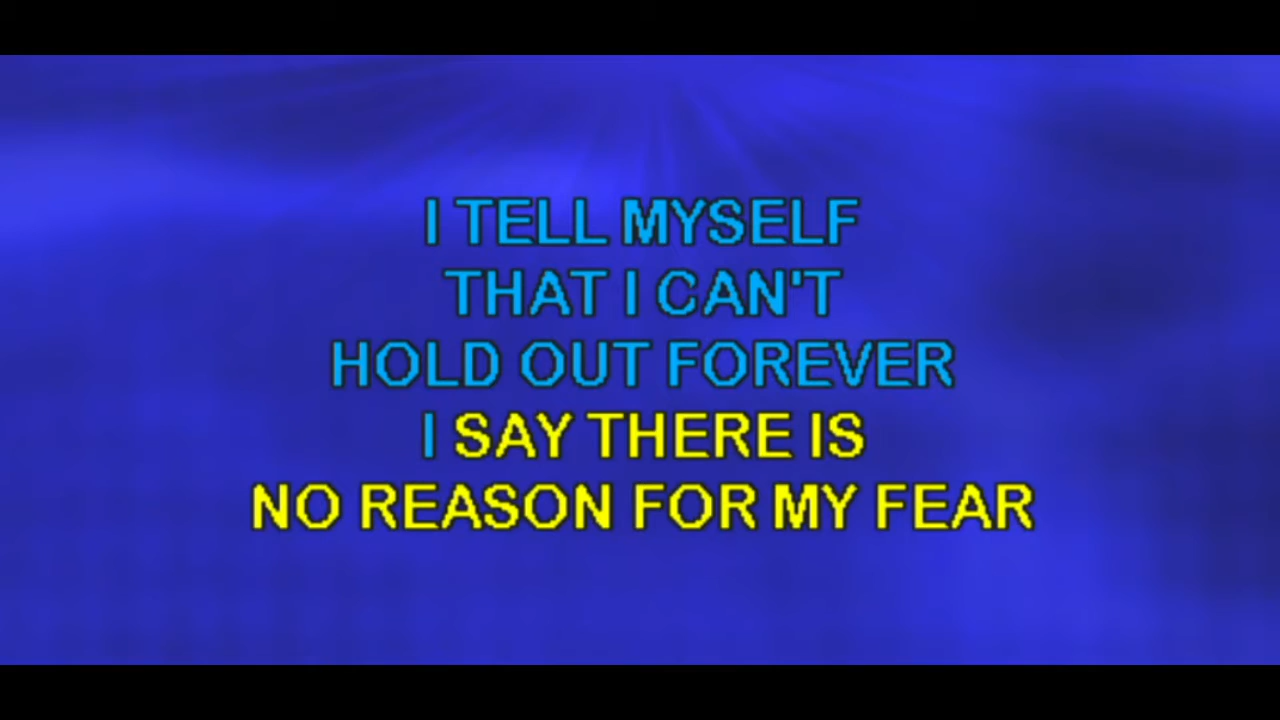 I TELL MYSELF
THAT I CAN'T
HOLD OUT FOREVER
I SAY THERE IS
NO REASON FOR MY FEAR